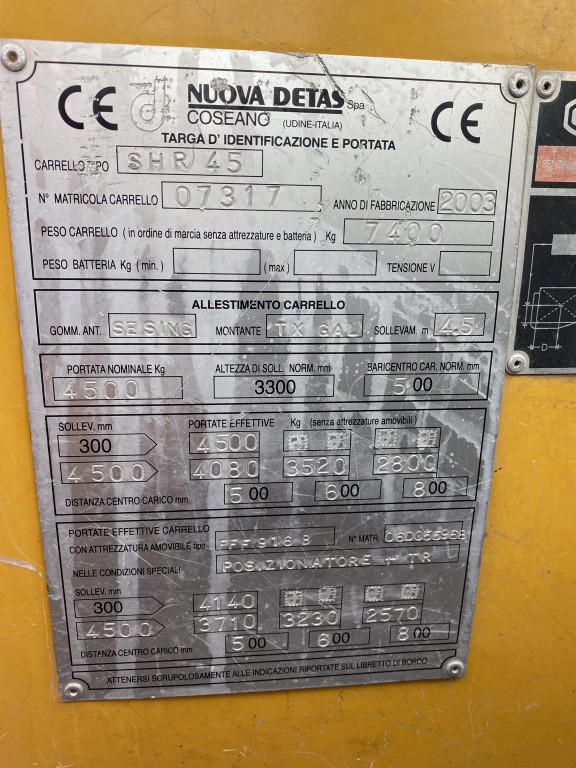 CE NUOVA DETAS Spa CE
COSEANO (UDINE-ITALIA)
TARGA D'IDENTIFICAZIONE E PORTATA
CARRELLO TIPO SHR 45
N° MATRICOLA CARRELLO 07317 ANNO DI FABBRICAZIONE 2003
PESO CARRELLO (in ordine di marcia senza attrezzature e batteria) Kg 7400
PESO BATTERIA Kg (min.) (max) TENSIONE V
ALLESTIMENTO CARRELLO
GOMM. ANT. SE SING MONTANTE TX GAL SOLLEVAM. m 4.5
PORTATA NOMINALE Kg ALTEZZA DI SOLL. NORM. mm BARICENTRO CAR. NORM. mm
4500 3300 500
SOLLEV. mm PORTATE EFFETTIVE Kg (senza attrezzature amovibili)
300 4500
4500 4080 3520 2800
DISTANZA CENTRO CARICO mm 500 600 800
PORTATE EFFETTIVE CARRELLO
CON ATTREZZATURA AMOVIBILE tipo FFF916B N° MATR.
NELLE CONDIZIONI SPECIALI POSIZIONATORE + TR
SOLLEV. mm
300 4140
4500 3710 3230 2570
DISTANZA CENTRO CARICO mm 500 600 800
ATTENERSI SCRUPOLOSAMENTE ALLE INDICAZIONI RIPORTATE SUL LIBRETTO DI BORDO
D